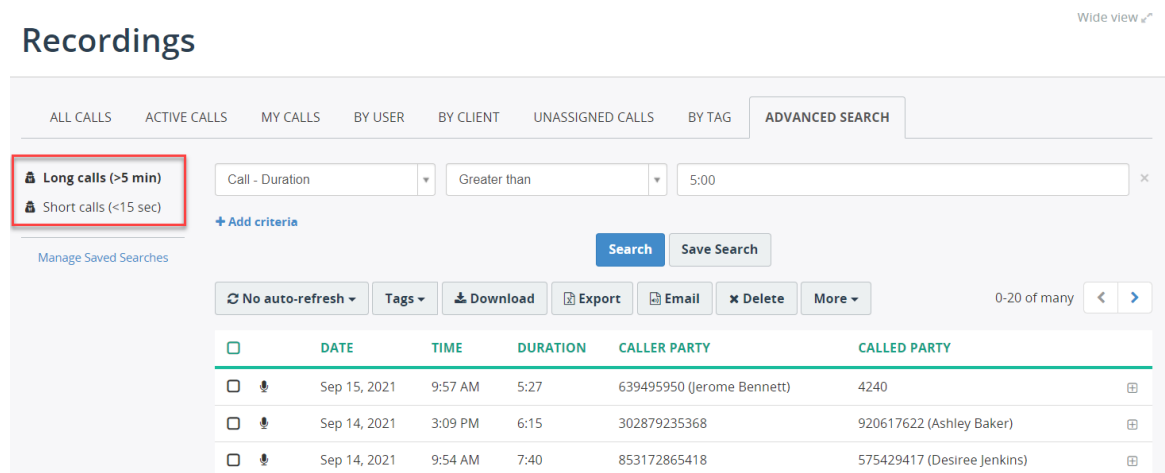 Wide view
Recordings
ALL CALLS ACTIVE CALLS MY CALLS BY USER BY CLIENT UNASSIGNED CALLS BY TAG ADVANCED SEARCH
Long calls (>5 min)
Short calls (<15 sec)
Manage Saved Searches
Call - Duration Greater than 5:00
+ Add criteria
Search Save Search
No auto-refresh Tags Download Export Email Delete More 0-20 of many
DATE TIME DURATION CALLER PARTY CALLED PARTY
Sep 15, 2021 9:57 AM 5:27 639495950 (Jerome Bennett) 4240
Sep 14, 2021 3:09 PM 6:15 302879235368 920617622 (Ashley Baker)
Sep 14, 2021 9:54 AM 7:40 853172865418 575429417 (Desiree Jenkins)